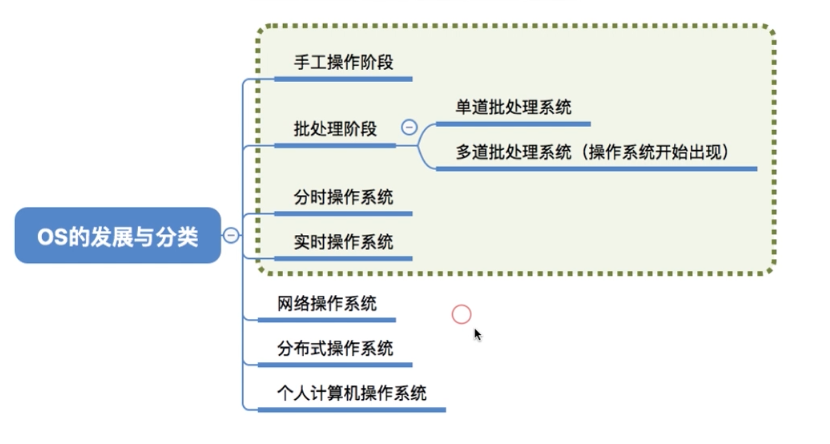 手工操作阶段
单道批处理系统
批处理阶段
多道批处理系统（操作系统开始出现）
分时操作系统
OS的发展与分类
实时操作系统
网络操作系统
分布式操作系统
个人计算机操作系统